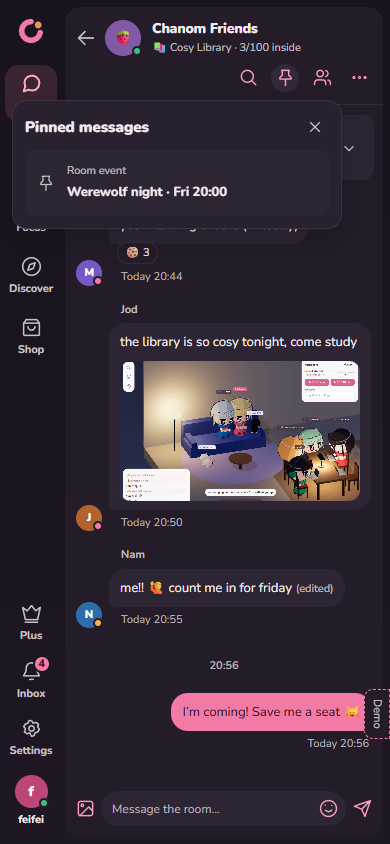 Chanom Friends
Cosy Library · 3/100 inside
Pinned messages
Room event
Werewolf night · Fri 20:00
Focus
Discover
Shop
3
M
Today 20:44
Jod
the library is so cosy tonight, come study
J
Today 20:50
Nam
me!! 🙋 count me in for friday (edited)
N
Today 20:55
20:56
I'm coming! Save me a seat 😸
Demo
Today 20:56
Plus
4
Inbox
Settings
f
feifei
Message the room...